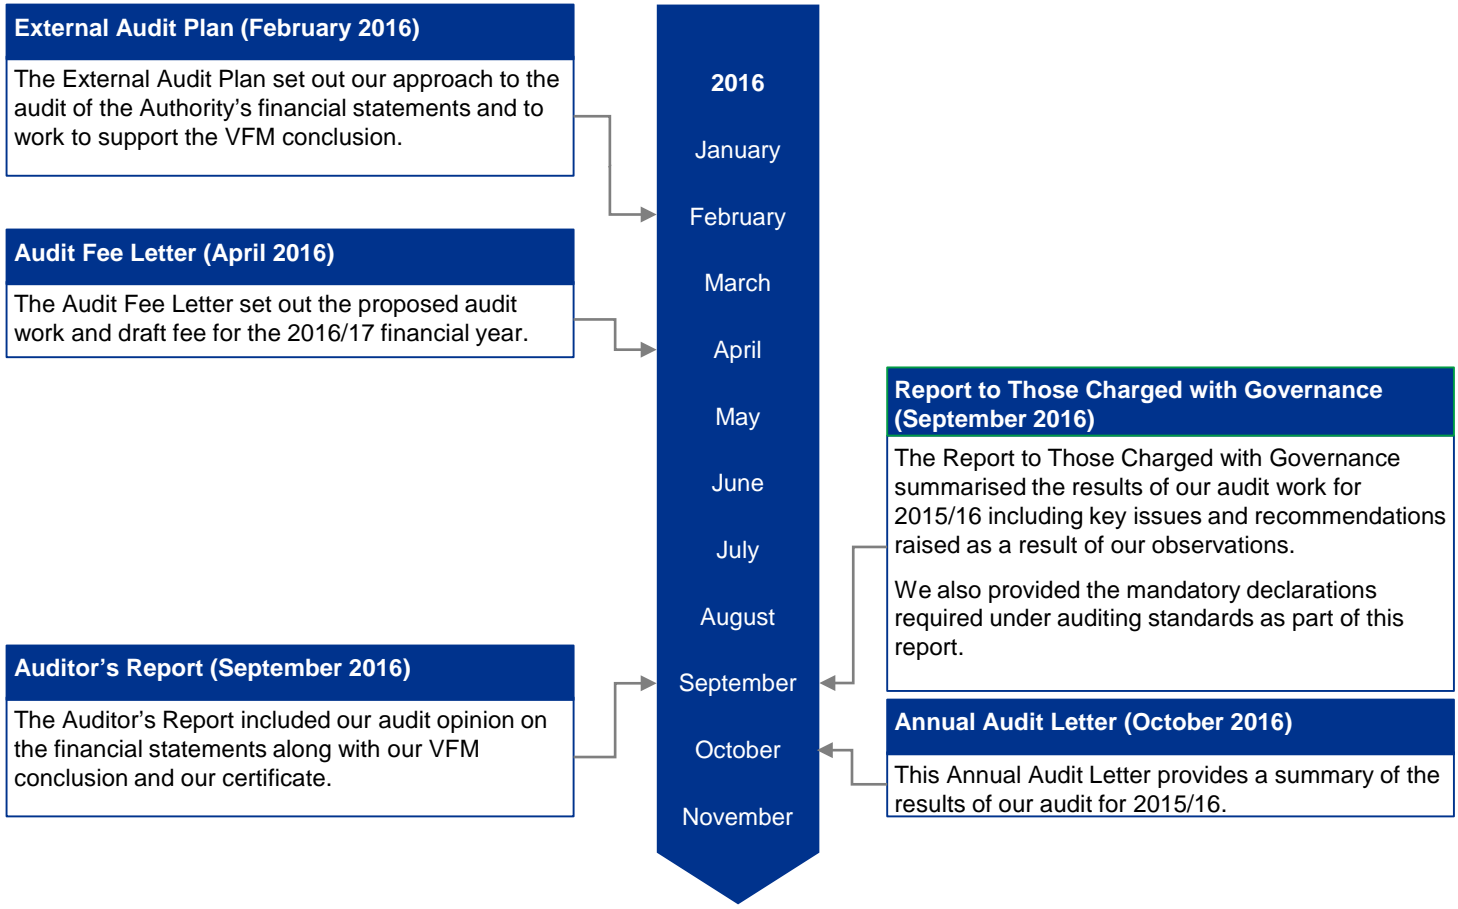 External Audit Plan (February 2016)
The External Audit Plan set out our approach to the
audit of the Authority's financial statements and to
work to support the VFM conclusion.
Audit Fee Letter (April 2016)
The Audit Fee Letter set out the proposed audit
work and draft fee for the 2016/17 financial year.
Auditor's Report (September 2016)
The Auditor's Report included our audit opinion on
the financial statements along with our VFM
conclusion and our certificate.
2016
January
February
March
April
May
June
July
August
September
October
November
Report to Those Charged with Governance
(September 2016)
The Report to Those Charged with Governance
summarised the results of our audit work for
2015/16 including key issues and recommendations
raised as a result of our observations.
We also provided the mandatory declarations
required under auditing standards as part of this
report.
Annual Audit Letter (October 2016)
This Annual Audit Letter provides a summary of the
results of our audit for 2015/16.